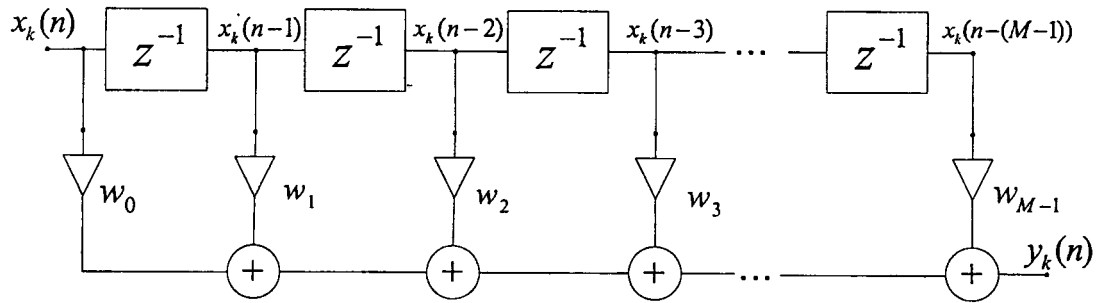 x_k(n) z^{-1} x_k(n-1) z^{-1} x_k(n-2) z^{-1} x_k(n-3) ... z^{-1} x_k(n-(M-1))
w_0 w_1 w_2 w_3 w_{M-1}
+ + + ... + y_k(n)